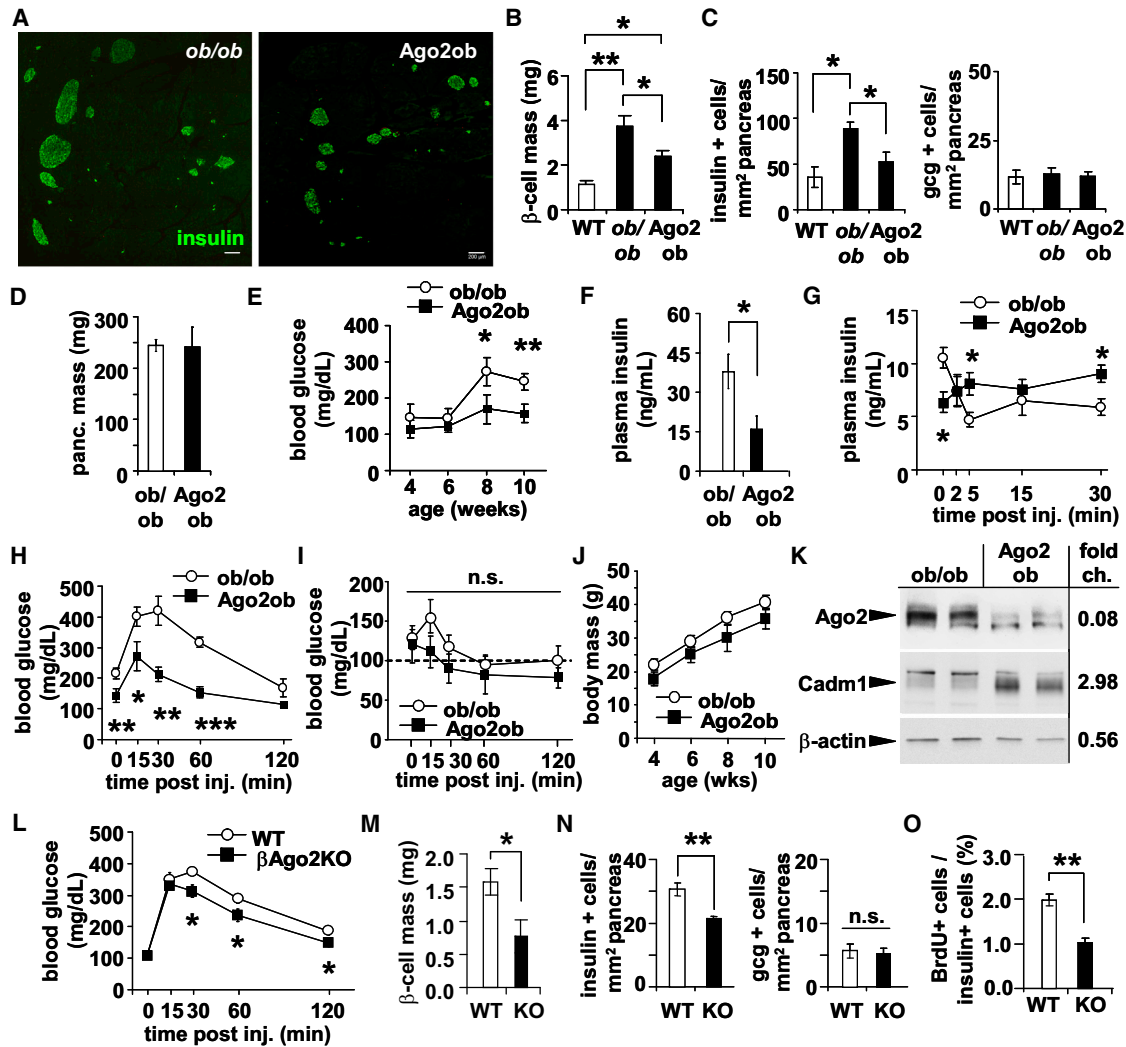 A
ob/ob
Ago2ob
insulin
200 µm
B
β-cell mass (mg)
6
4
2
0
*
**
*
WT ob/ob Ago2ob
C
insulin + cells/
mm² pancreas
150
100
50
0
*
*
WT ob/ob Ago2ob
gcg + cells/
mm² pancreas
50
25
0
WT ob/ob Ago2ob
D
panc. mass (mg)
300
200
100
0
ob/ob Ago2ob
E
ob/ob
Ago2ob
blood glucose
(mg/dL)
400
300
200
100
0
*
**
4 6 8 10
age (weeks)
F
plasma insulin
(ng/mL)
60
45
30
15
0
*
ob/ob Ago2ob
G
ob/ob
Ago2ob
plasma insulin
(ng/mL)
15
10
5
0
*
*
*
0 2 5 15 30
time post inj. (min)
H
ob/ob
Ago2ob
blood glucose
(mg/dL)
500
400
300
200
100
0
** * ** ***
0 15 30 60 120
time post inj. (min)
I
n.s.
blood glucose
(mg/dL)
200
150
100
50
0
ob/ob
Ago2ob
0 15 30 60 120
time post inj. (min)
J
body mass (g)
50
40
30
20
10
0
ob/ob
Ago2ob
4 6 8 10
age (wks)
K
ob/ob
Ago2
ob
fold
ch.
Ago2
0.08
Cadm1
2.98
β-actin
0.56
L
WT
βAgo2KO
blood glucose
(mg/dL)
500
400
300
200
100
0
* * *
0 15 30 60 120
time post inj. (min)
M
β-cell mass (mg)
2.0
1.5
1.0
0.5
0.0
*
WT KO
N
insulin + cells/
mm² pancreas
40
20
0
**
WT KO
gcg + cells/
mm² pancreas
20
15
10
5
0
n.s.
WT KO
O
BrdU+ cells /
insulin+ cells (%)
3.0
2.0
1.0
0.0
**
WT KO